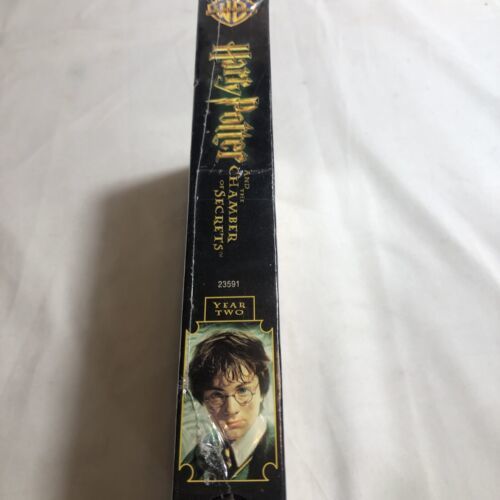 WB
Harry Potter
AND
THE
CHAMBER
OF SECRETS
23591
YEAR
TWO